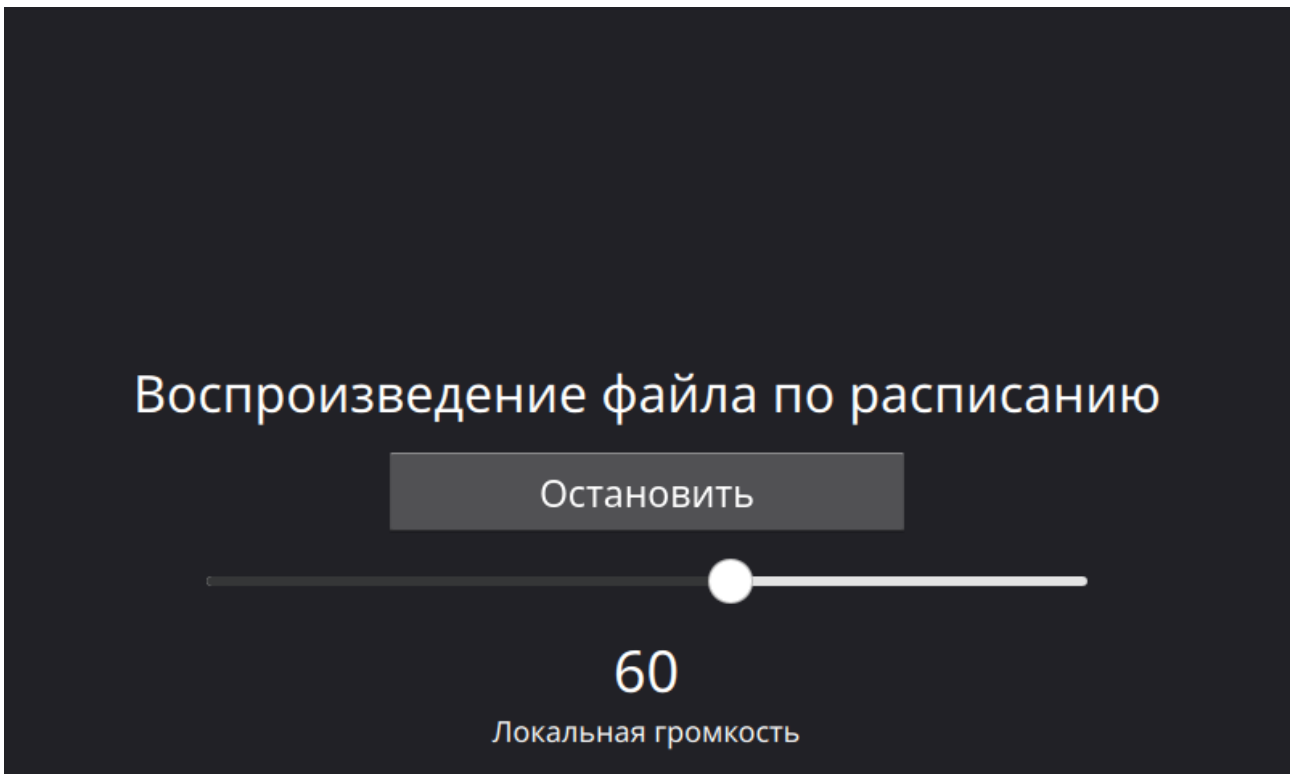 Воспроизведение файла по расписанию
Остановить
60
Локальная громкость